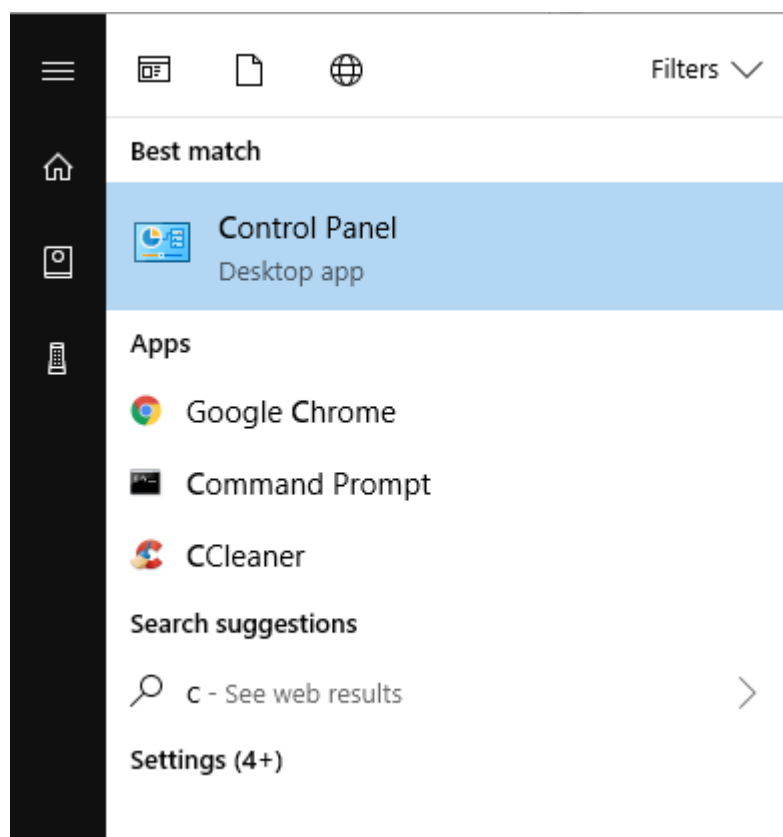 Filters
Best match
Control Panel
Desktop app
Apps
Google Chrome
Command Prompt
CCleaner
Search suggestions
c - See web results
Settings (4+)